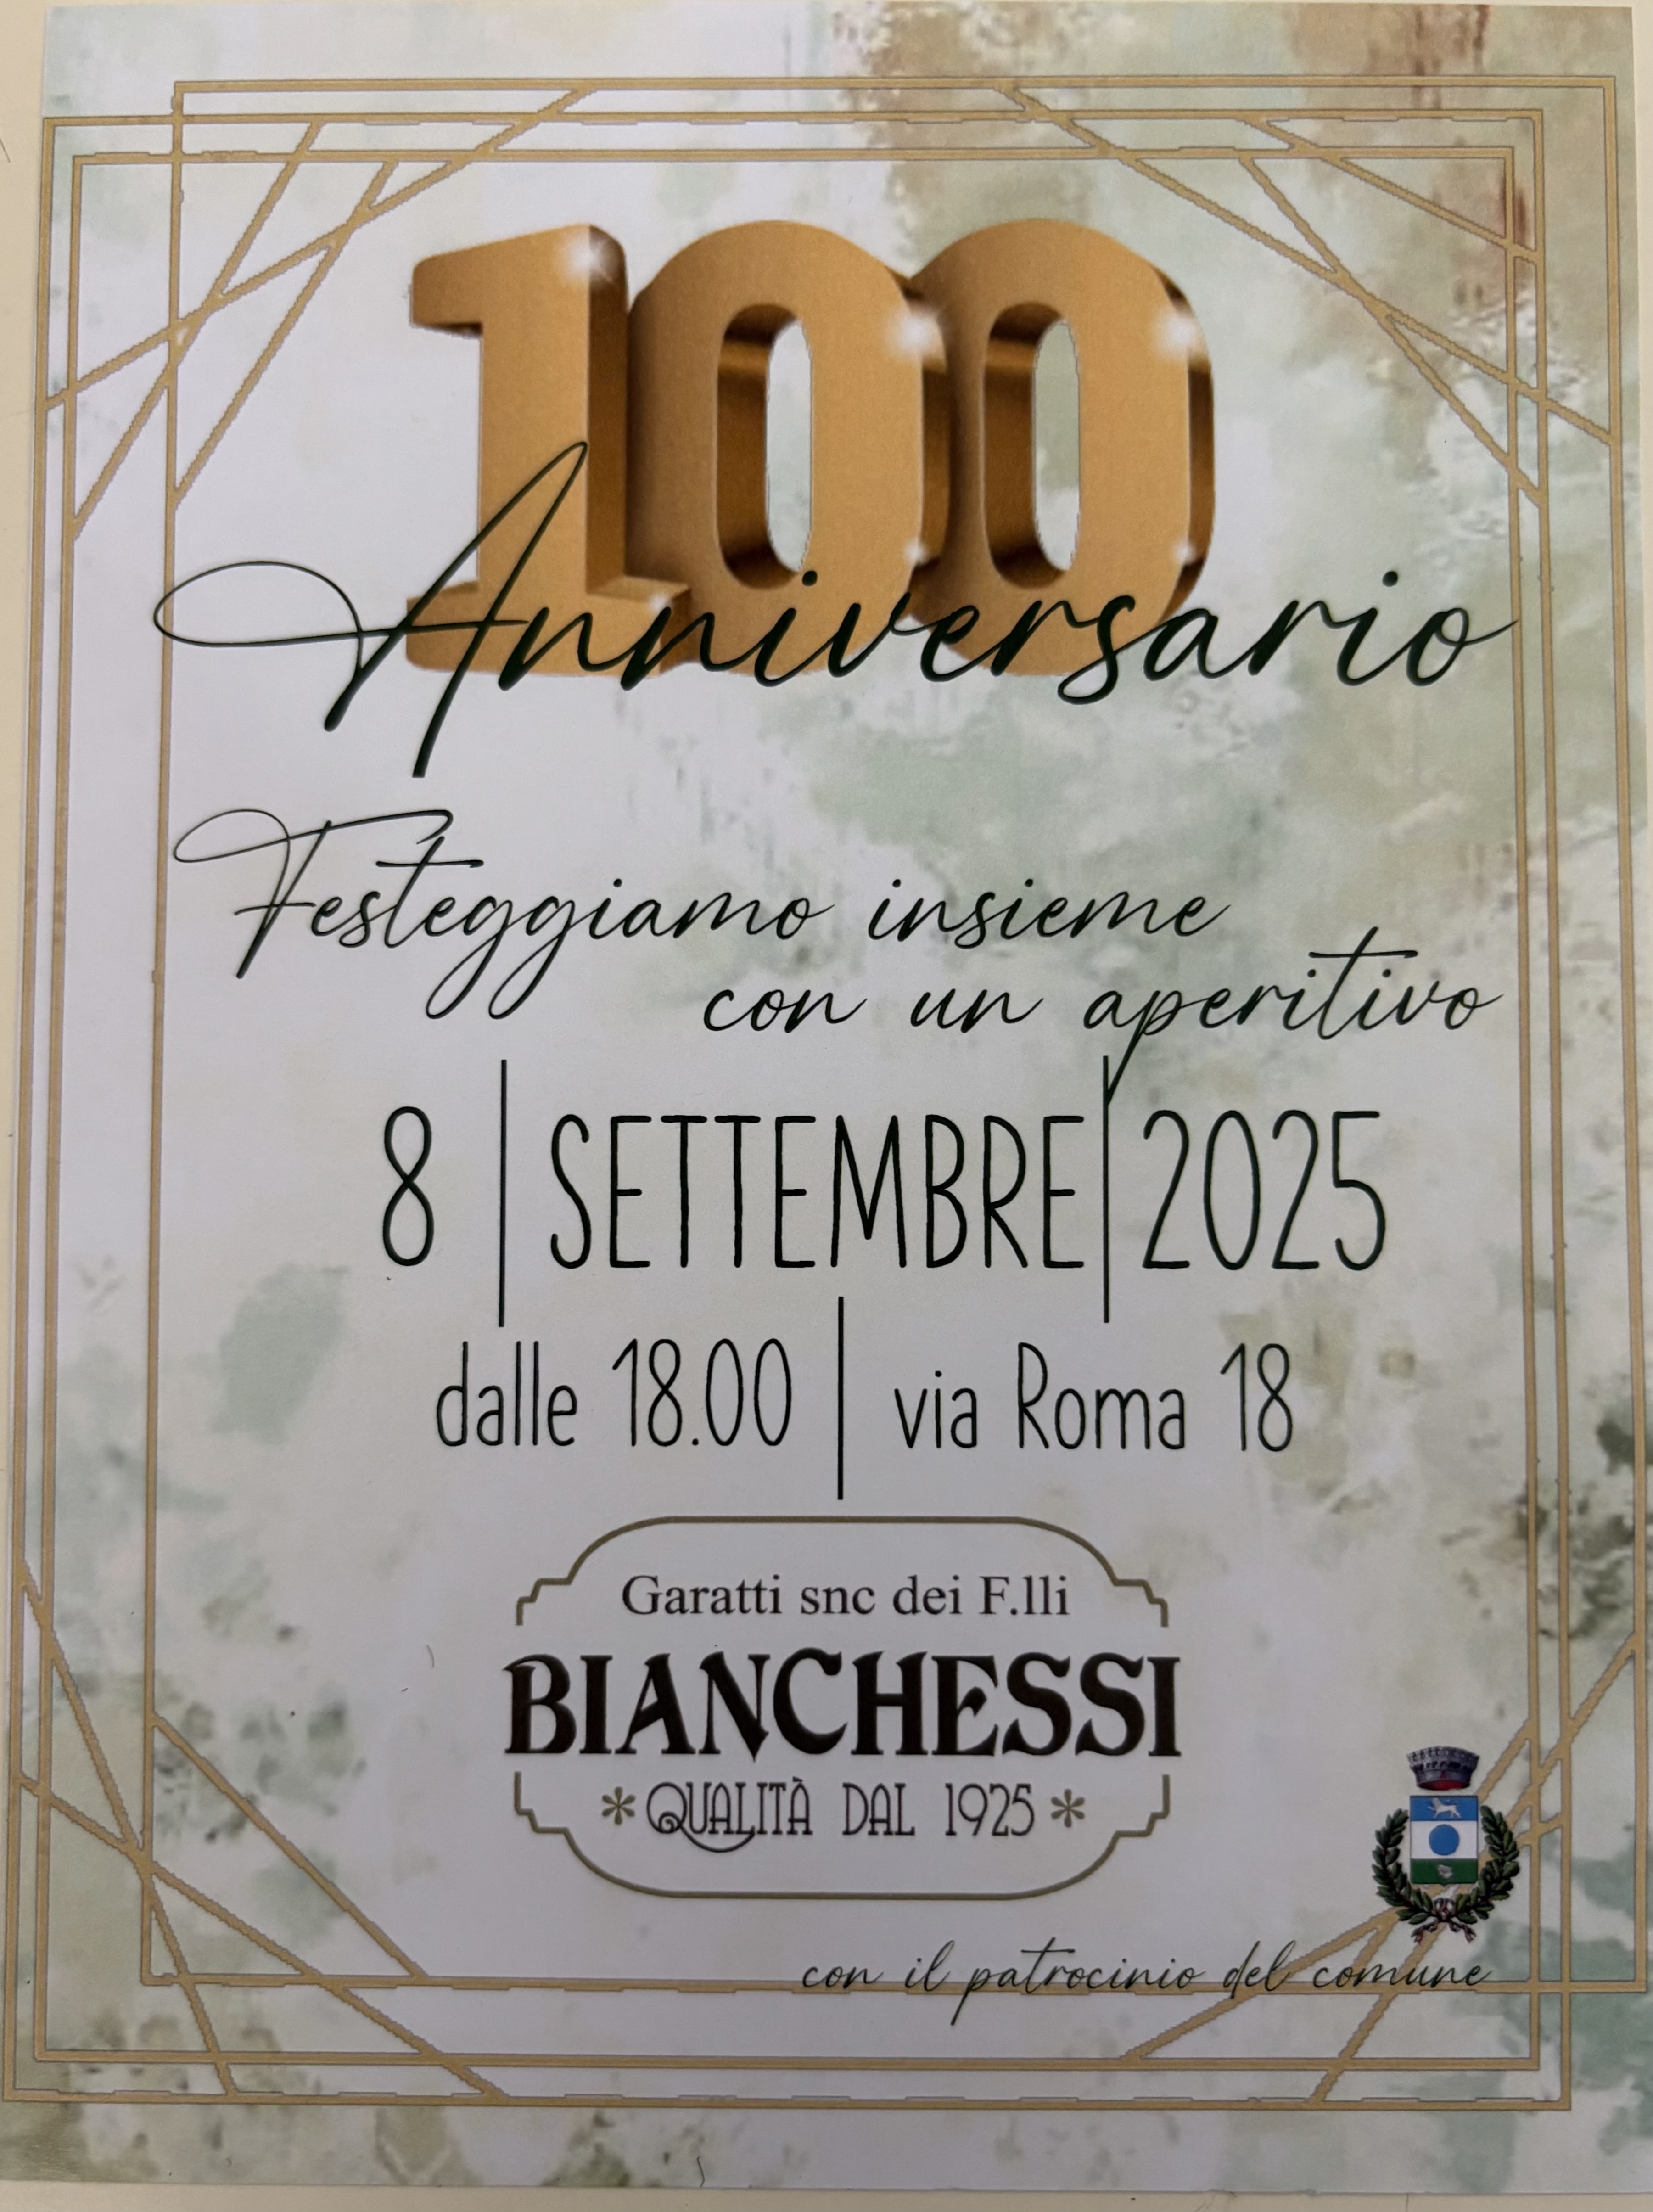 100
Anniversario
Festeggiamo insieme
con un aperitivo
8 | SETTEMBRE | 2025
dalle 18.00 | via Roma 18
Garatti snc dei F.lli
BIANCHESSI
* QUALITÀ DAL 1925 *
con il patrocinio del comune